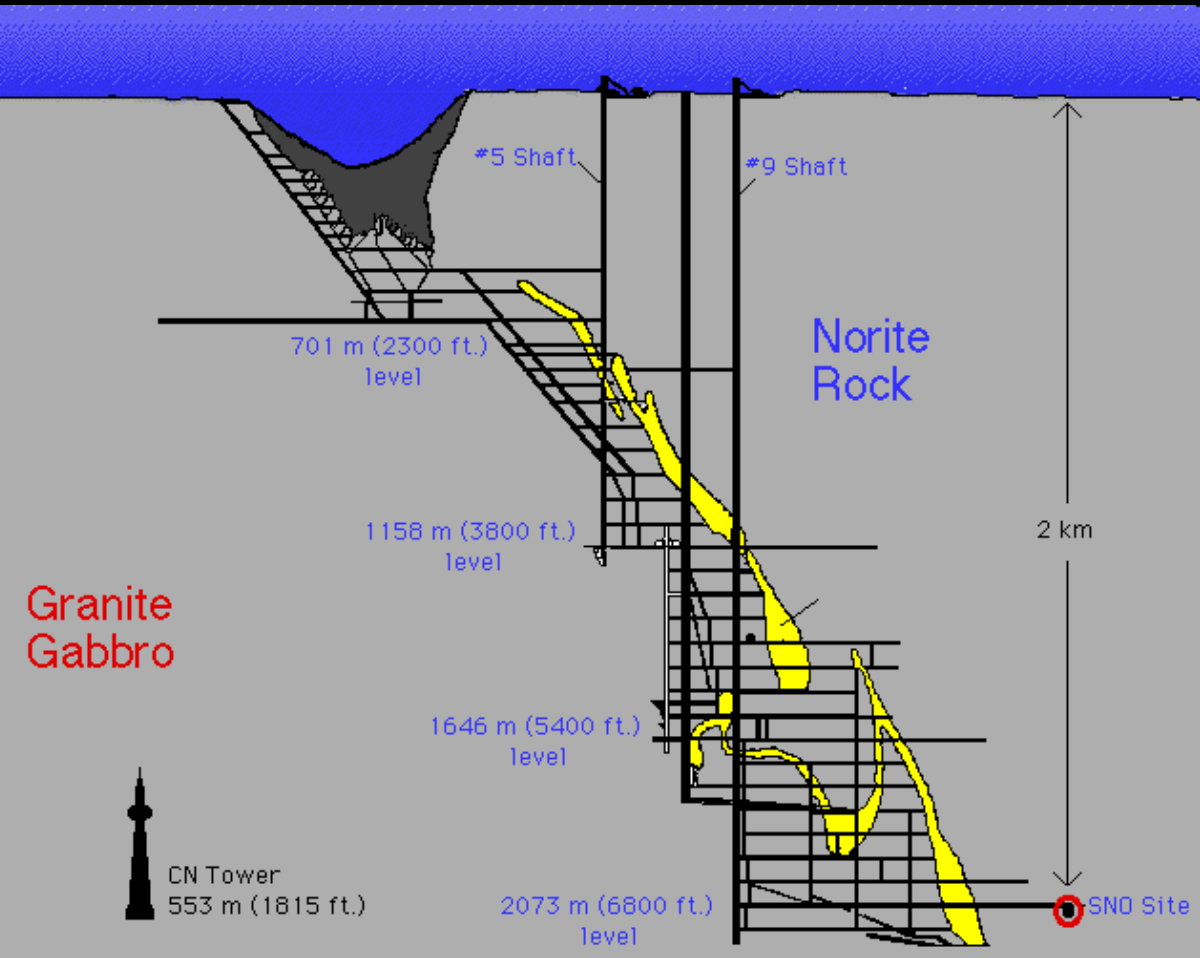 #5 Shaft
#9 Shaft
701 m (2300 ft.)
level
Norite
Rock
1158 m (3800 ft.)
level
2 km
Granite
Gabbro
1646 m (5400 ft.)
level
CN Tower
553 m (1815 ft.)
2073 m (6800 ft.)
level
SNO Site